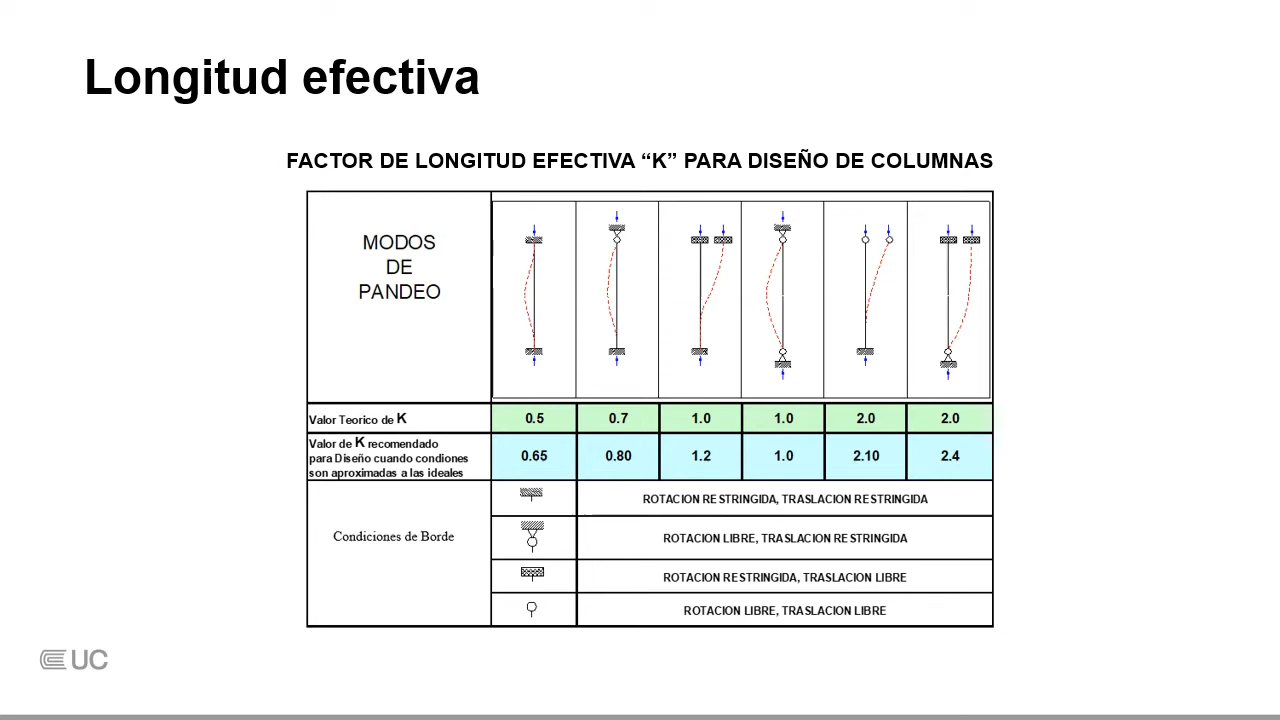 Longitud efectiva
FACTOR DE LONGITUD EFECTIVA “K” PARA DISEÑO DE COLUMNAS
MODOS
DE
PANDEO
Valor Teorico de K
0.5 0.7 1.0 1.0 2.0 2.0
Valor de K recomendado
para Diseño cuando condiones
son aproximadas a las ideales
0.65 0.80 1.2 1.0 2.10 2.4
Condiciones de Borde
ROTACION RESTRINGIDA, TRASLACION RESTRINGIDA
ROTACION LIBRE, TRASLACION RESTRINGIDA
ROTACION RESTRINGIDA, TRASLACION LIBRE
ROTACION LIBRE, TRASLACION LIBRE
UC